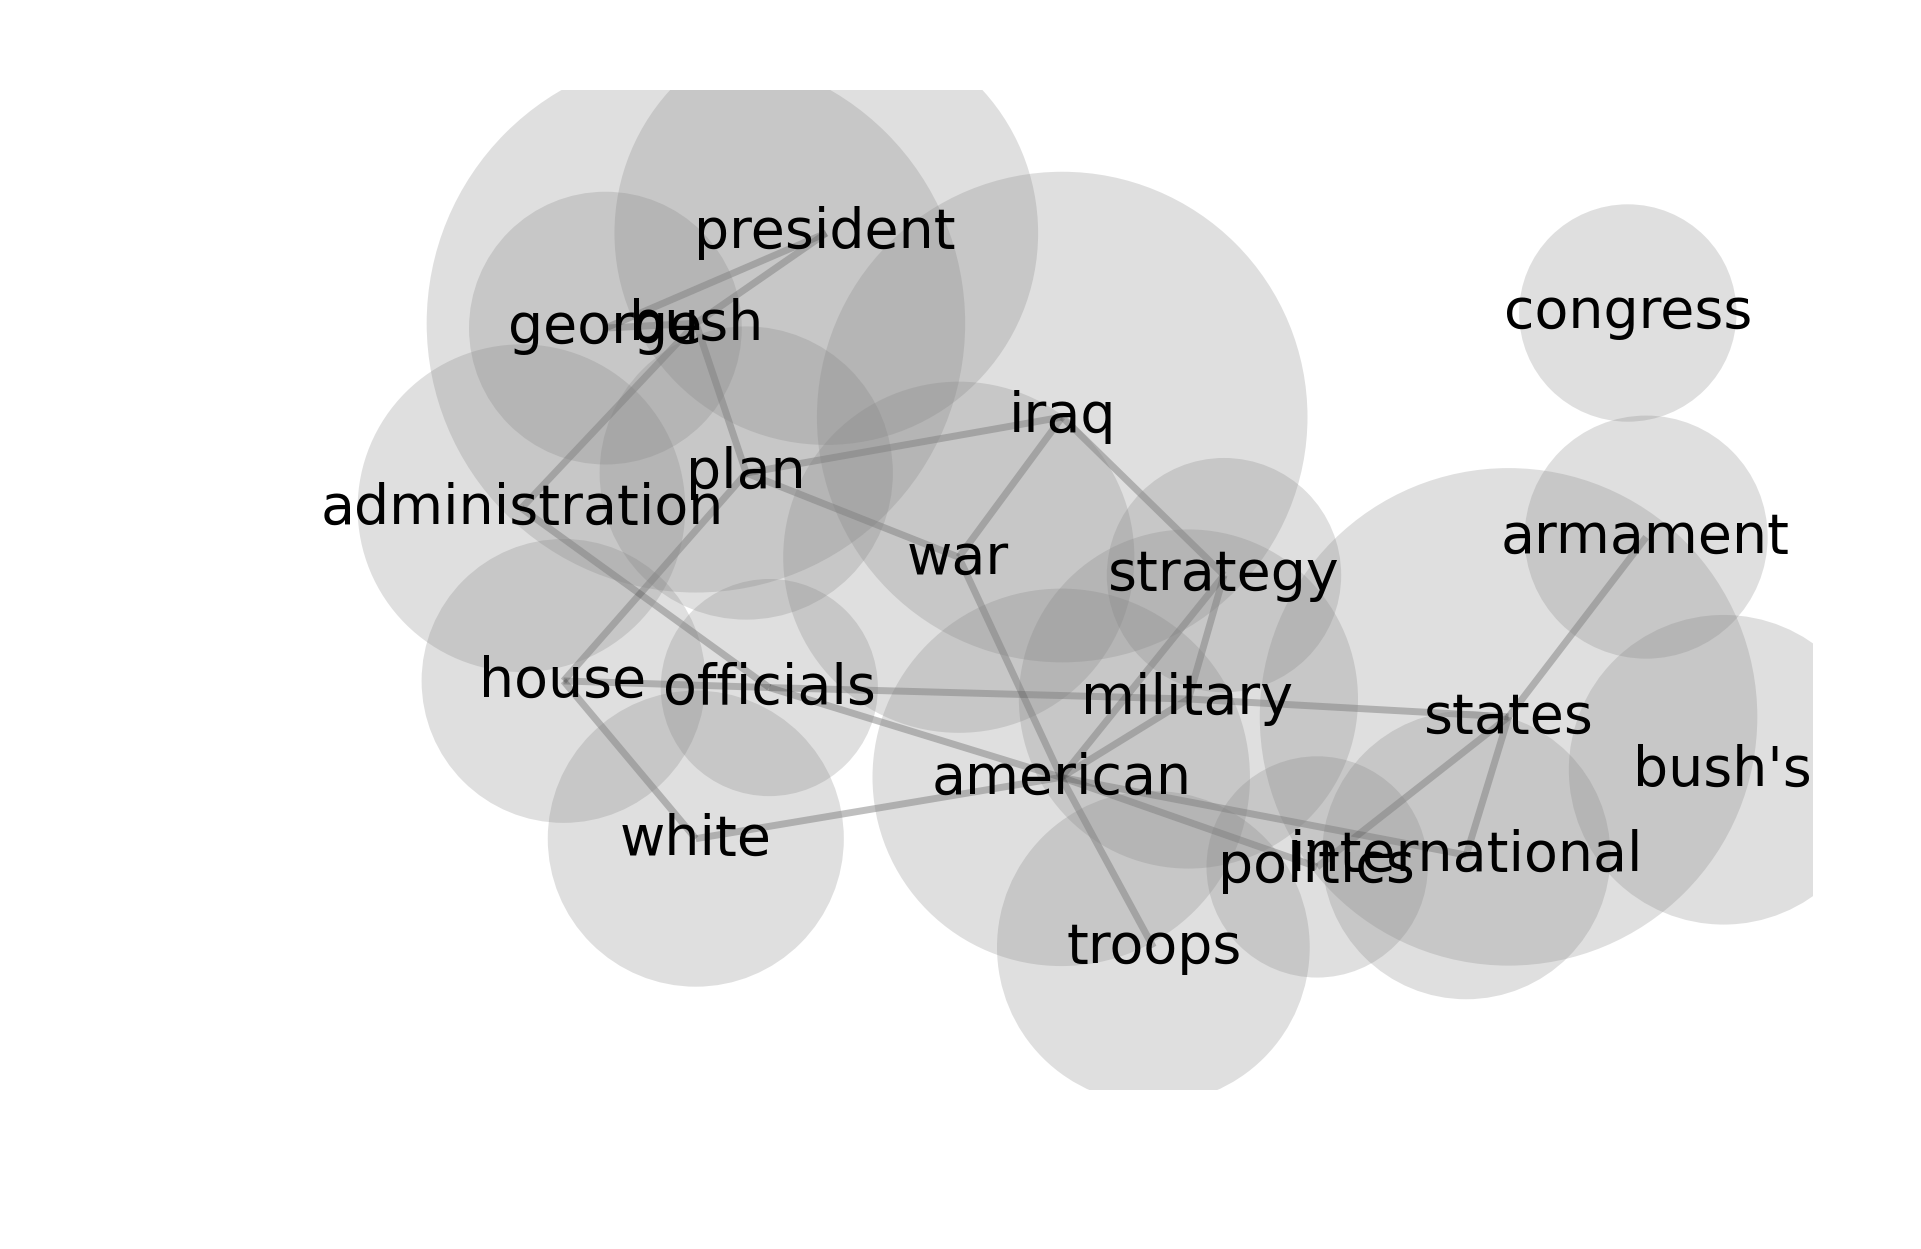 president
congress
george
bush
iraq
plan
administration
armament
war
strategy
house
officials
military
states
american
bush's
white
politics
international
troops